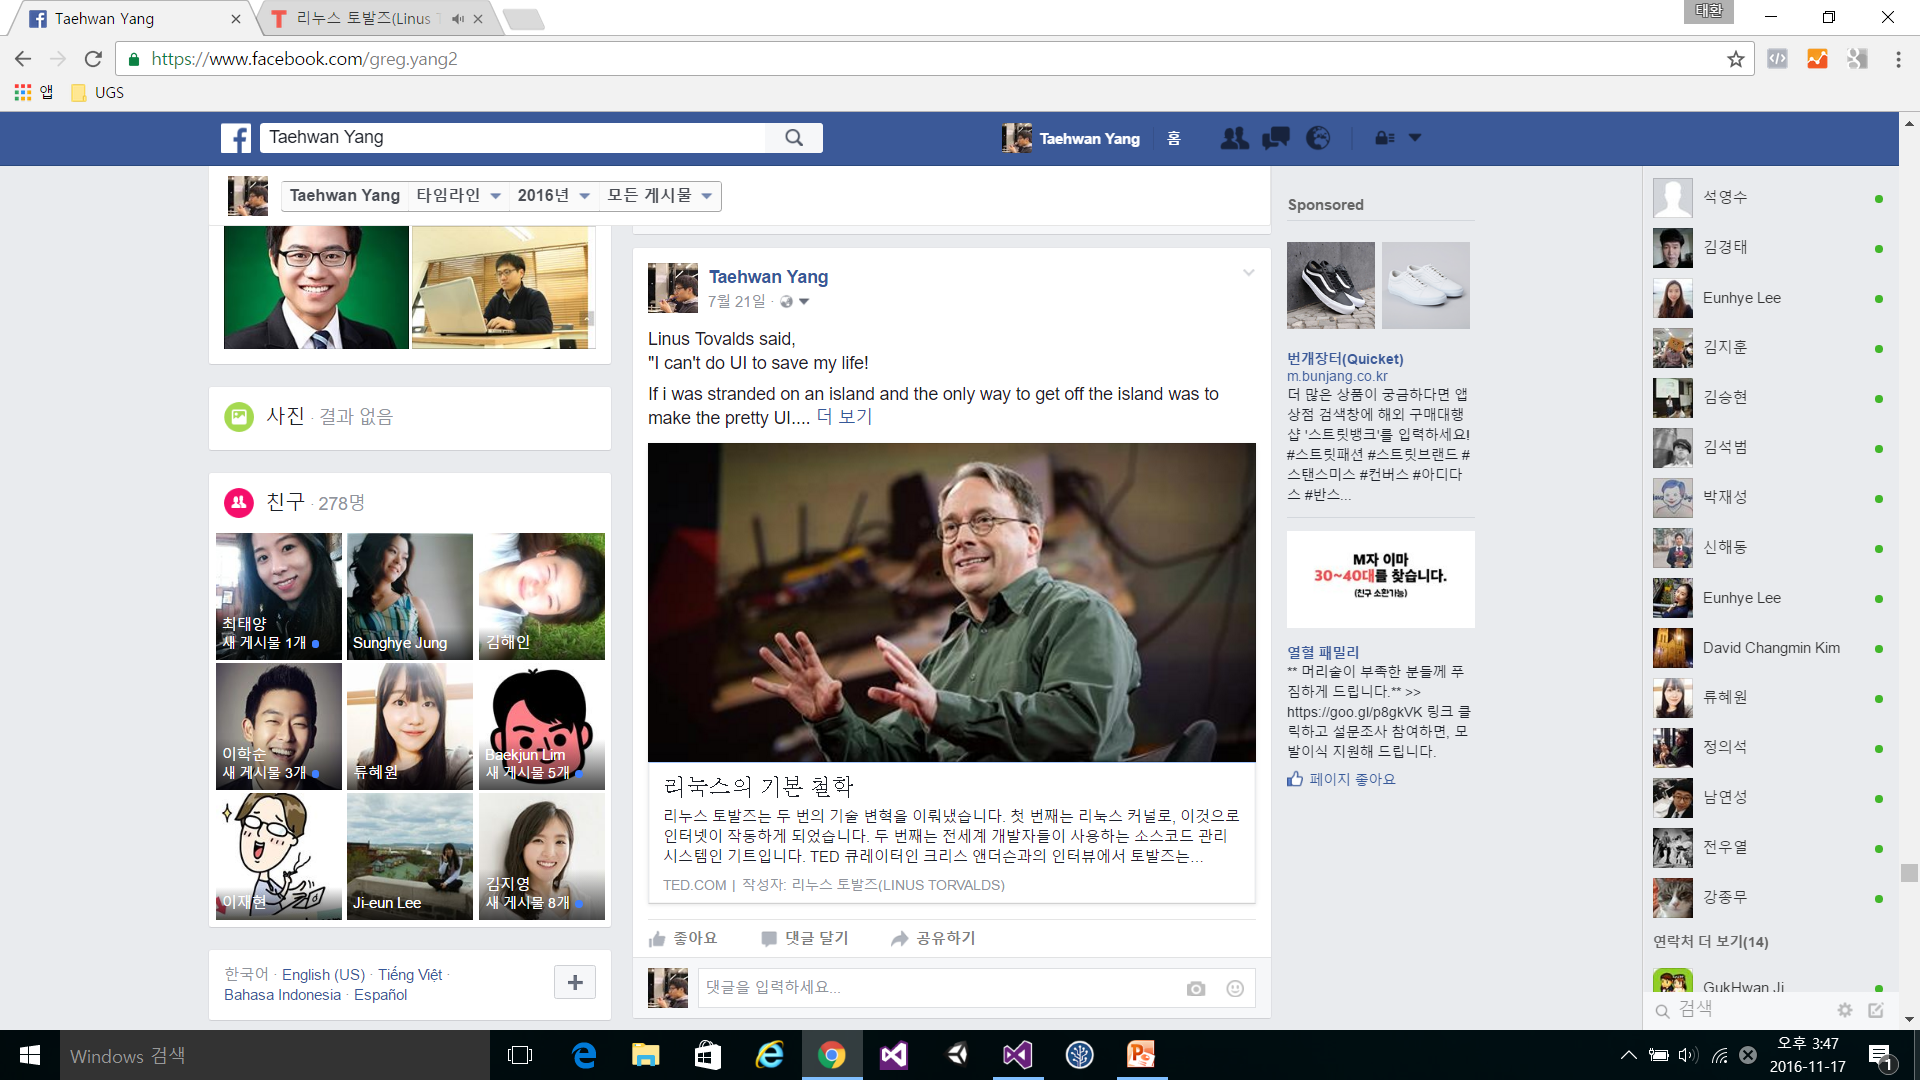 Taehwan Yang
리누스 토발즈(Linus T
태환
https://www.facebook.com/greg.yang2
앱
UGS
Taehwan Yang
Taehwan Yang
홈
Taehwan Yang
타임라인
2016년
모든 게시물
사진 · 결과 없음
친구 · 278명
최태양
새 게시물 1개
Sunghye Jung
김해인
이학순
새 게시물 3개
류혜원
Baekjun Lim
새 게시물 5개
이재현
Ji-eun Lee
김지영
새 게시물 8개
한국어 · English (US) · Tiếng Việt ·
Bahasa Indonesia · Español
Taehwan Yang
7월 21일 ·
Linus Tovalds said,
"I can't do UI to save my life!
If i was stranded on an island and the only way to get off the island was to
make the pretty UI.... 더 보기
리눅스의 기본 철학
리누스 토발즈는 두 번의 기술 변혁을 이뤄냈습니다. 첫 번째는 리눅스 커널로, 이것으로
인터넷이 작동하게 되었습니다. 두 번째는 전세계 개발자들이 사용하는 소스코드 관리
시스템인 기트입니다. TED 큐레이터인 크리스 앤더슨과의 인터뷰에서 토발즈는...
TED.COM | 작성자: 리누스 토발즈(LINUS TORVALDS)
좋아요
댓글 달기
공유하기
댓글을 입력하세요...
Sponsored
번개장터(Quicket)
m.bunjang.co.kr
더 많은 상품이 궁금하다면 앱
상점 검색창에 해외 구매대행
샵 '스트릿뱅크'를 입력하세요!
#스트릿패션 #스트릿브랜드 #
스탠스미스 #컨버스 #아디다
스 #반스...
M자 이마
30~40대를 찾습니다.
(친구 소환가능)
열혈 패밀리
** 머리숱이 부족한 분들께 푸
짐하게 드립니다.** >>
https://goo.gl/p8gkVK 링크 클
릭하고 설문조사 참여하면, 모
발이식 지원해 드립니다.
페이지 좋아요
석영수
김경태
Eunhye Lee
김지훈
김승현
김석범
박재성
신해동
Eunhye Lee
David Changmin Kim
류혜원
정의석
남연성
전우열
강종무
연락처 더 보기(14)
GukHwan Ji
검색
Windows 검색
오후 3:47
2016-11-17
1